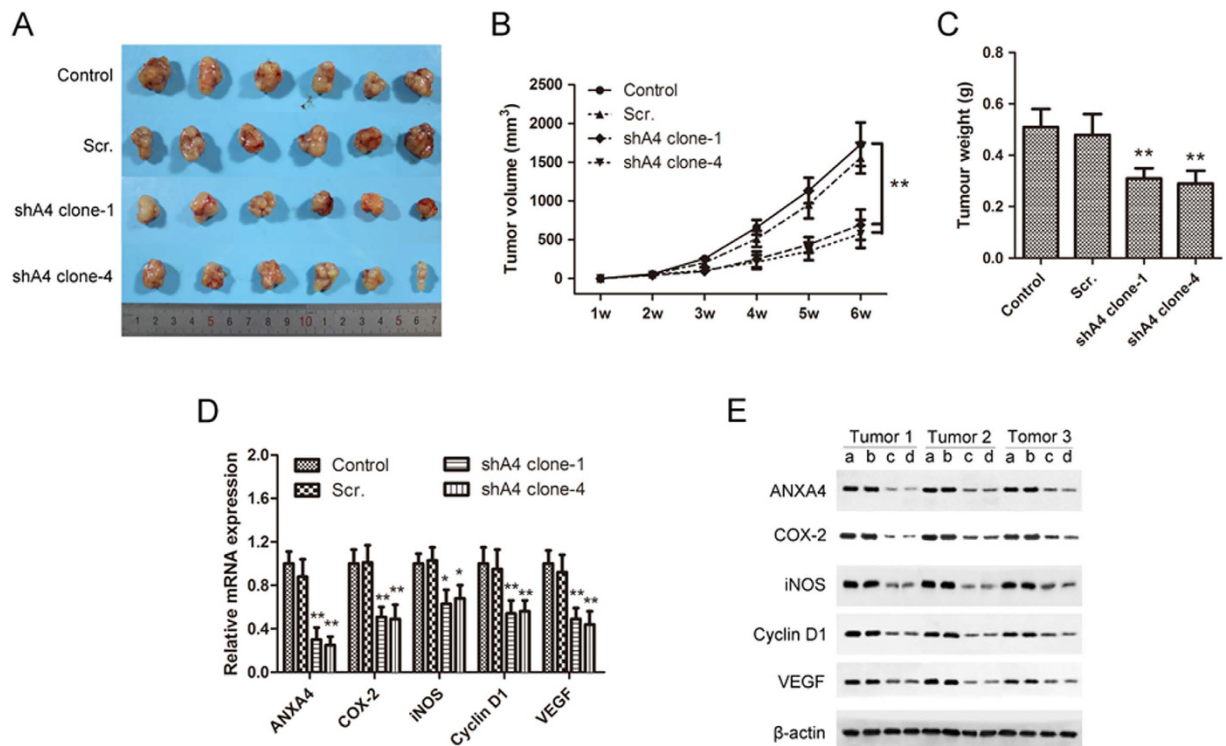 A
Control
Scr.
shA4 clone-1
shA4 clone-4
1 2 3 4 5 6 7 8 9 10 1 2 3 4 5 6 7
B
Tumor volume (mm³)
2500
2000
1500
1000
500
0
1w 2w 3w 4w 5w 6w
Control
Scr.
shA4 clone-1
shA4 clone-4
**
C
Tumour weight (g)
0.8
0.6
0.4
0.2
0.0
** **
Control Scr. shA4 clone-1 shA4 clone-4
D
Relative mRNA expression
2.0
1.6
1.2
0.8
0.4
0.0
Control shA4 clone-1
Scr. shA4 clone-4
** ** ** ** * * ** ** ** **
ANXA4 COX-2 iNOS Cyclin D1 VEGF
E
Tumor 1 Tumor 2 Tomor 3
a b c d a b c d a b c d
ANXA4
COX-2
iNOS
Cyclin D1
VEGF
β-actin